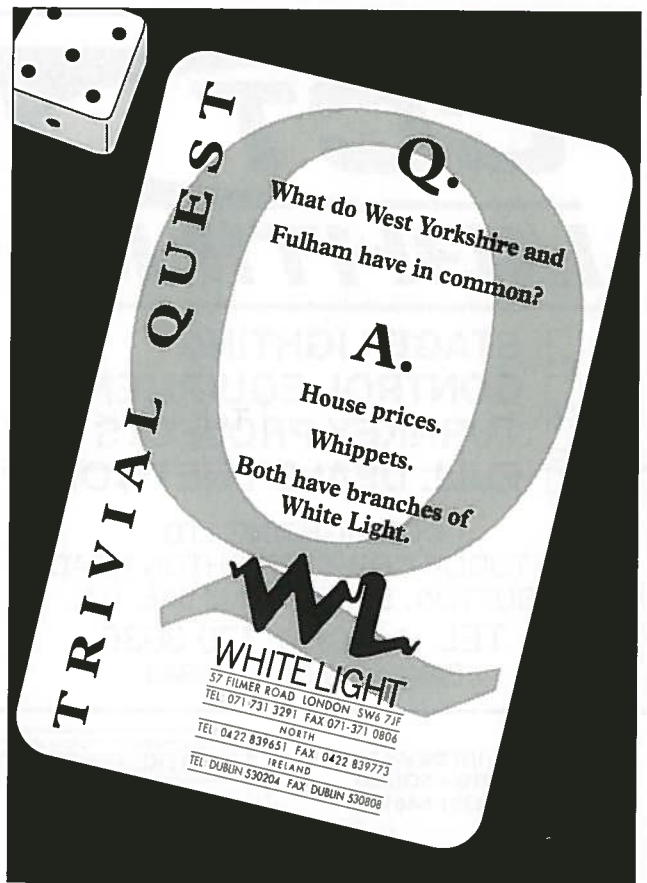 TRIVIAL QUEST
Q.
What do West Yorkshire and
Fulham have in common?
A.
House prices.
Whippets.
Both have branches of
White Light.
WL
WHITE LIGHT
57 FILMER ROAD LONDON SW6 7JF
TEL 071-731 3291 FAX 071-371 0806
NORTH
TEL 0422 839651 FAX 0422 839773
IRELAND
TEL DUBLIN 530204 FAX DUBLIN 530808